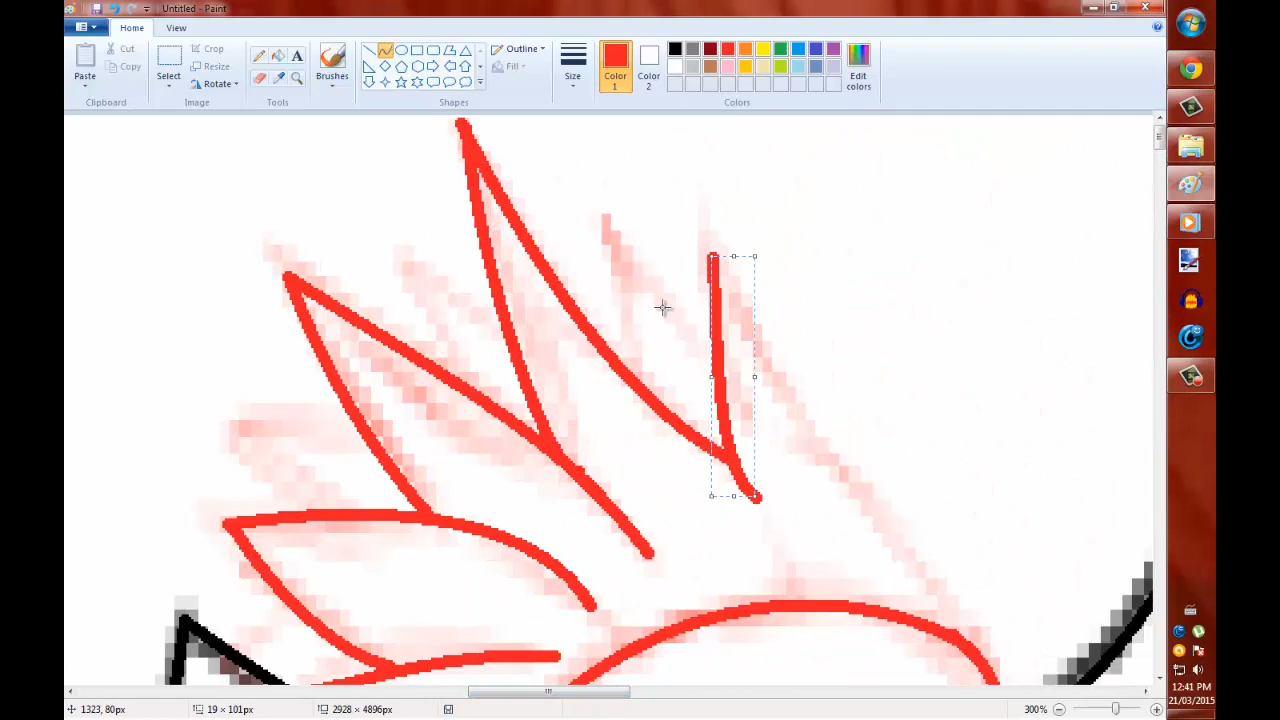 Untitled - Paint
Home View
Paste
Cut
Copy
Clipboard
Select
Crop
Resize
Rotate
Image
A
Tools
Brushes
Shapes
Outline
Fill
Size
Color 1
Color 2
Edit colors
Colors
1323, 80px
19 × 101px
2928 × 4896px
300%
12:41 PM
21/03/2015